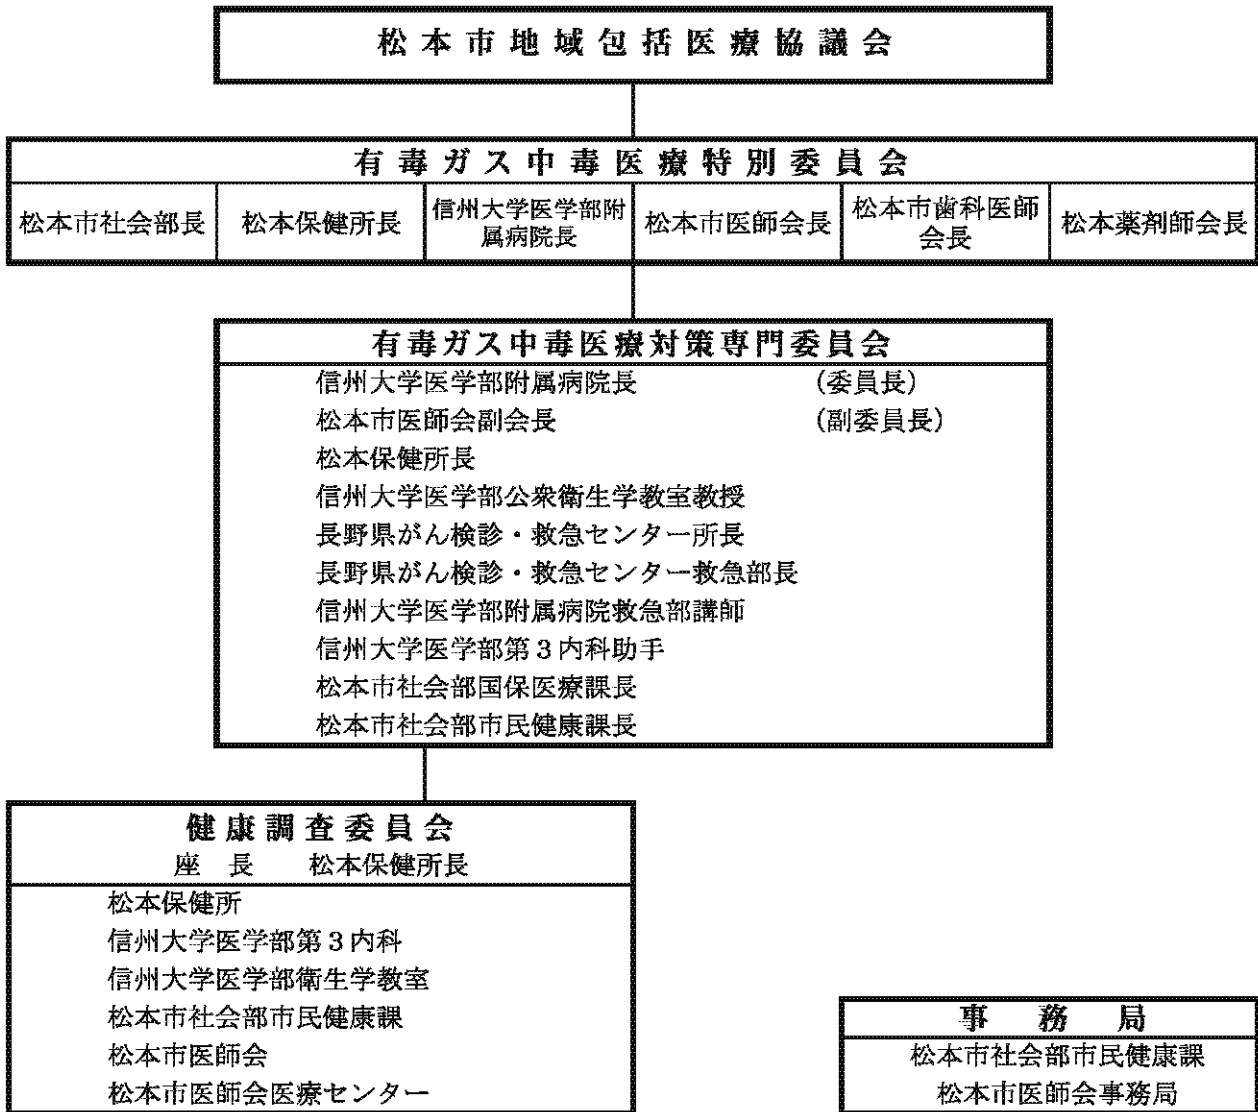 松本市地域包括医療協議会
有毒ガス中毒医療特別委員会
松本市社会部長
松本保健所長
信州大学医学部附
属病院長
松本市医師会長
松本市歯科医師
会長
松本薬剤師会長
有毒ガス中毒医療対策専門委員会
信州大学医学部附属病院長 (委員長)
松本市医師会副会長 (副委員長)
松本保健所長
信州大学医学部公衆衛生学教室教授
長野県がん検診・救急センター所長
長野県がん検診・救急センター救急部長
信州大学医学部附属病院救急部講師
信州大学医学部第3内科助手
松本市社会部国保医療課長
松本市社会部市民健康課長
健康調査委員会
座 長 松本保健所長
松本保健所
信州大学医学部第3内科
信州大学医学部衛生学教室
松本市社会部市民健康課
松本市医師会
松本市医師会医療センター
事 務 局
松本市社会部市民健康課
松本市医師会事務局